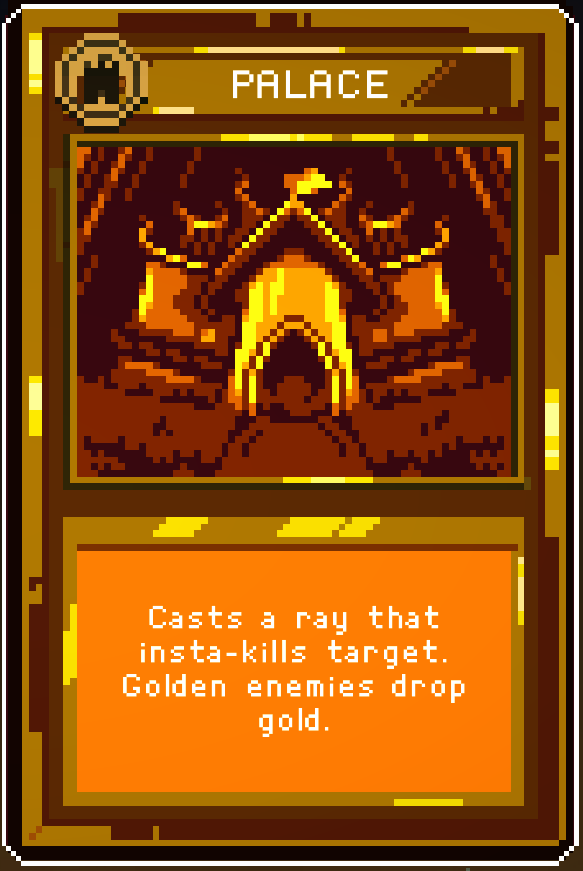 PALACE
Casts a ray that
insta-kills target.
Golden enemies drop
gold.